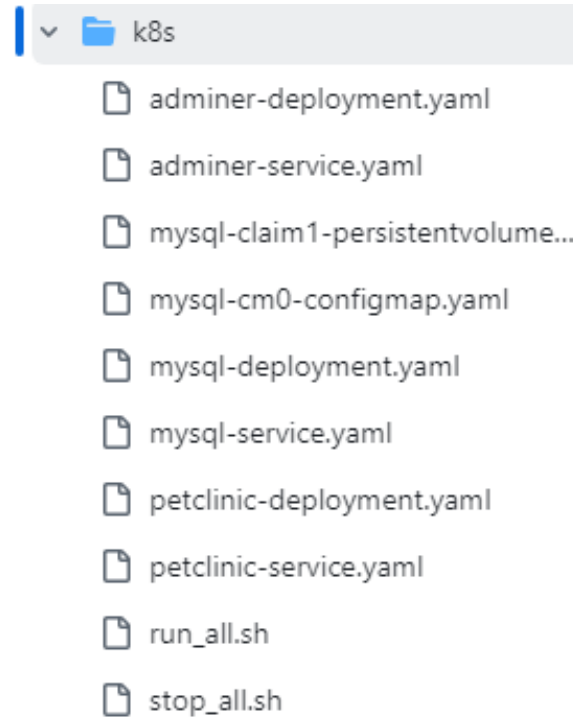 k8s
adminer-deployment.yaml
adminer-service.yaml
mysql-claim1-persistentvolume...
mysql-cm0-configmap.yaml
mysql-deployment.yaml
mysql-service.yaml
petclinic-deployment.yaml
petclinic-service.yaml
run_all.sh
stop_all.sh